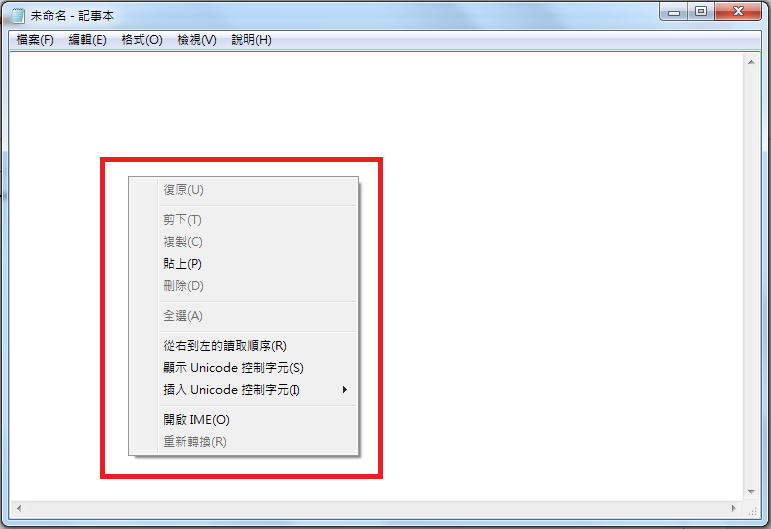 未命名 - 記事本
檔案(F) 編輯(E) 格式(O) 檢視(V) 說明(H)
復原(U)
剪下(T)
複製(C)
貼上(P)
刪除(D)
全選(A)
從右到左的讀取順序(R)
顯示 Unicode 控制字元(S)
插入 Unicode 控制字元(I)
開啟 IME(O)
重新轉換(R)